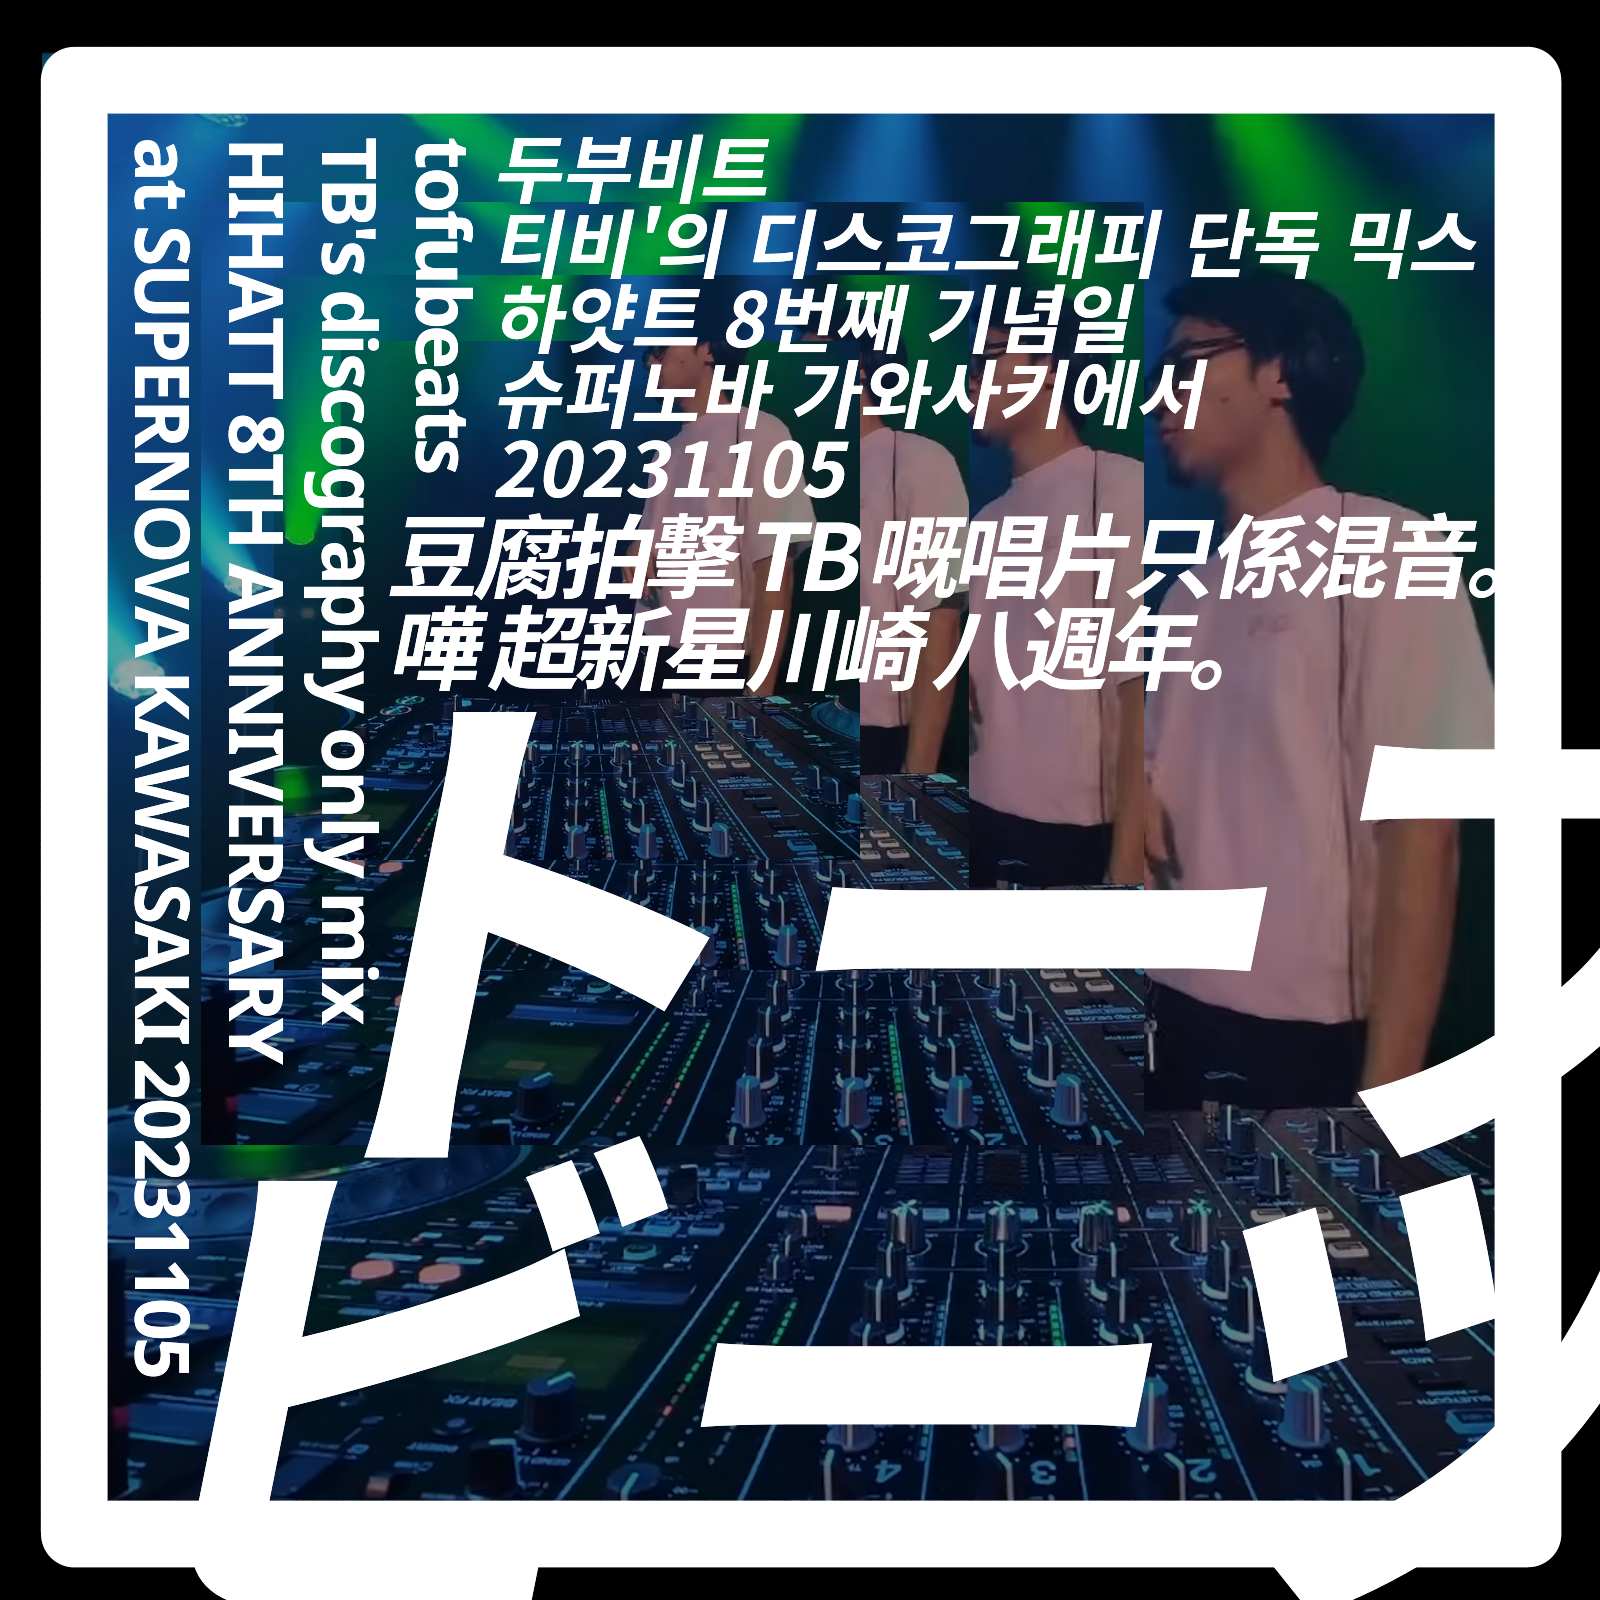 tofubeats
TB's discography only mix
HIHATT 8TH ANNIVERSARY
at SUPERNOVA KAWASAKI 20231105
두부비트
티비'의 디스코그래피 단독 믹스
하얏트 8번째 기념일
슈퍼노바 가와사키에서
20231105
豆腐拍擊 TB 嘅唱片只係混音。
嘩 超新星川崎 八週年。
トーフ
ビーツ